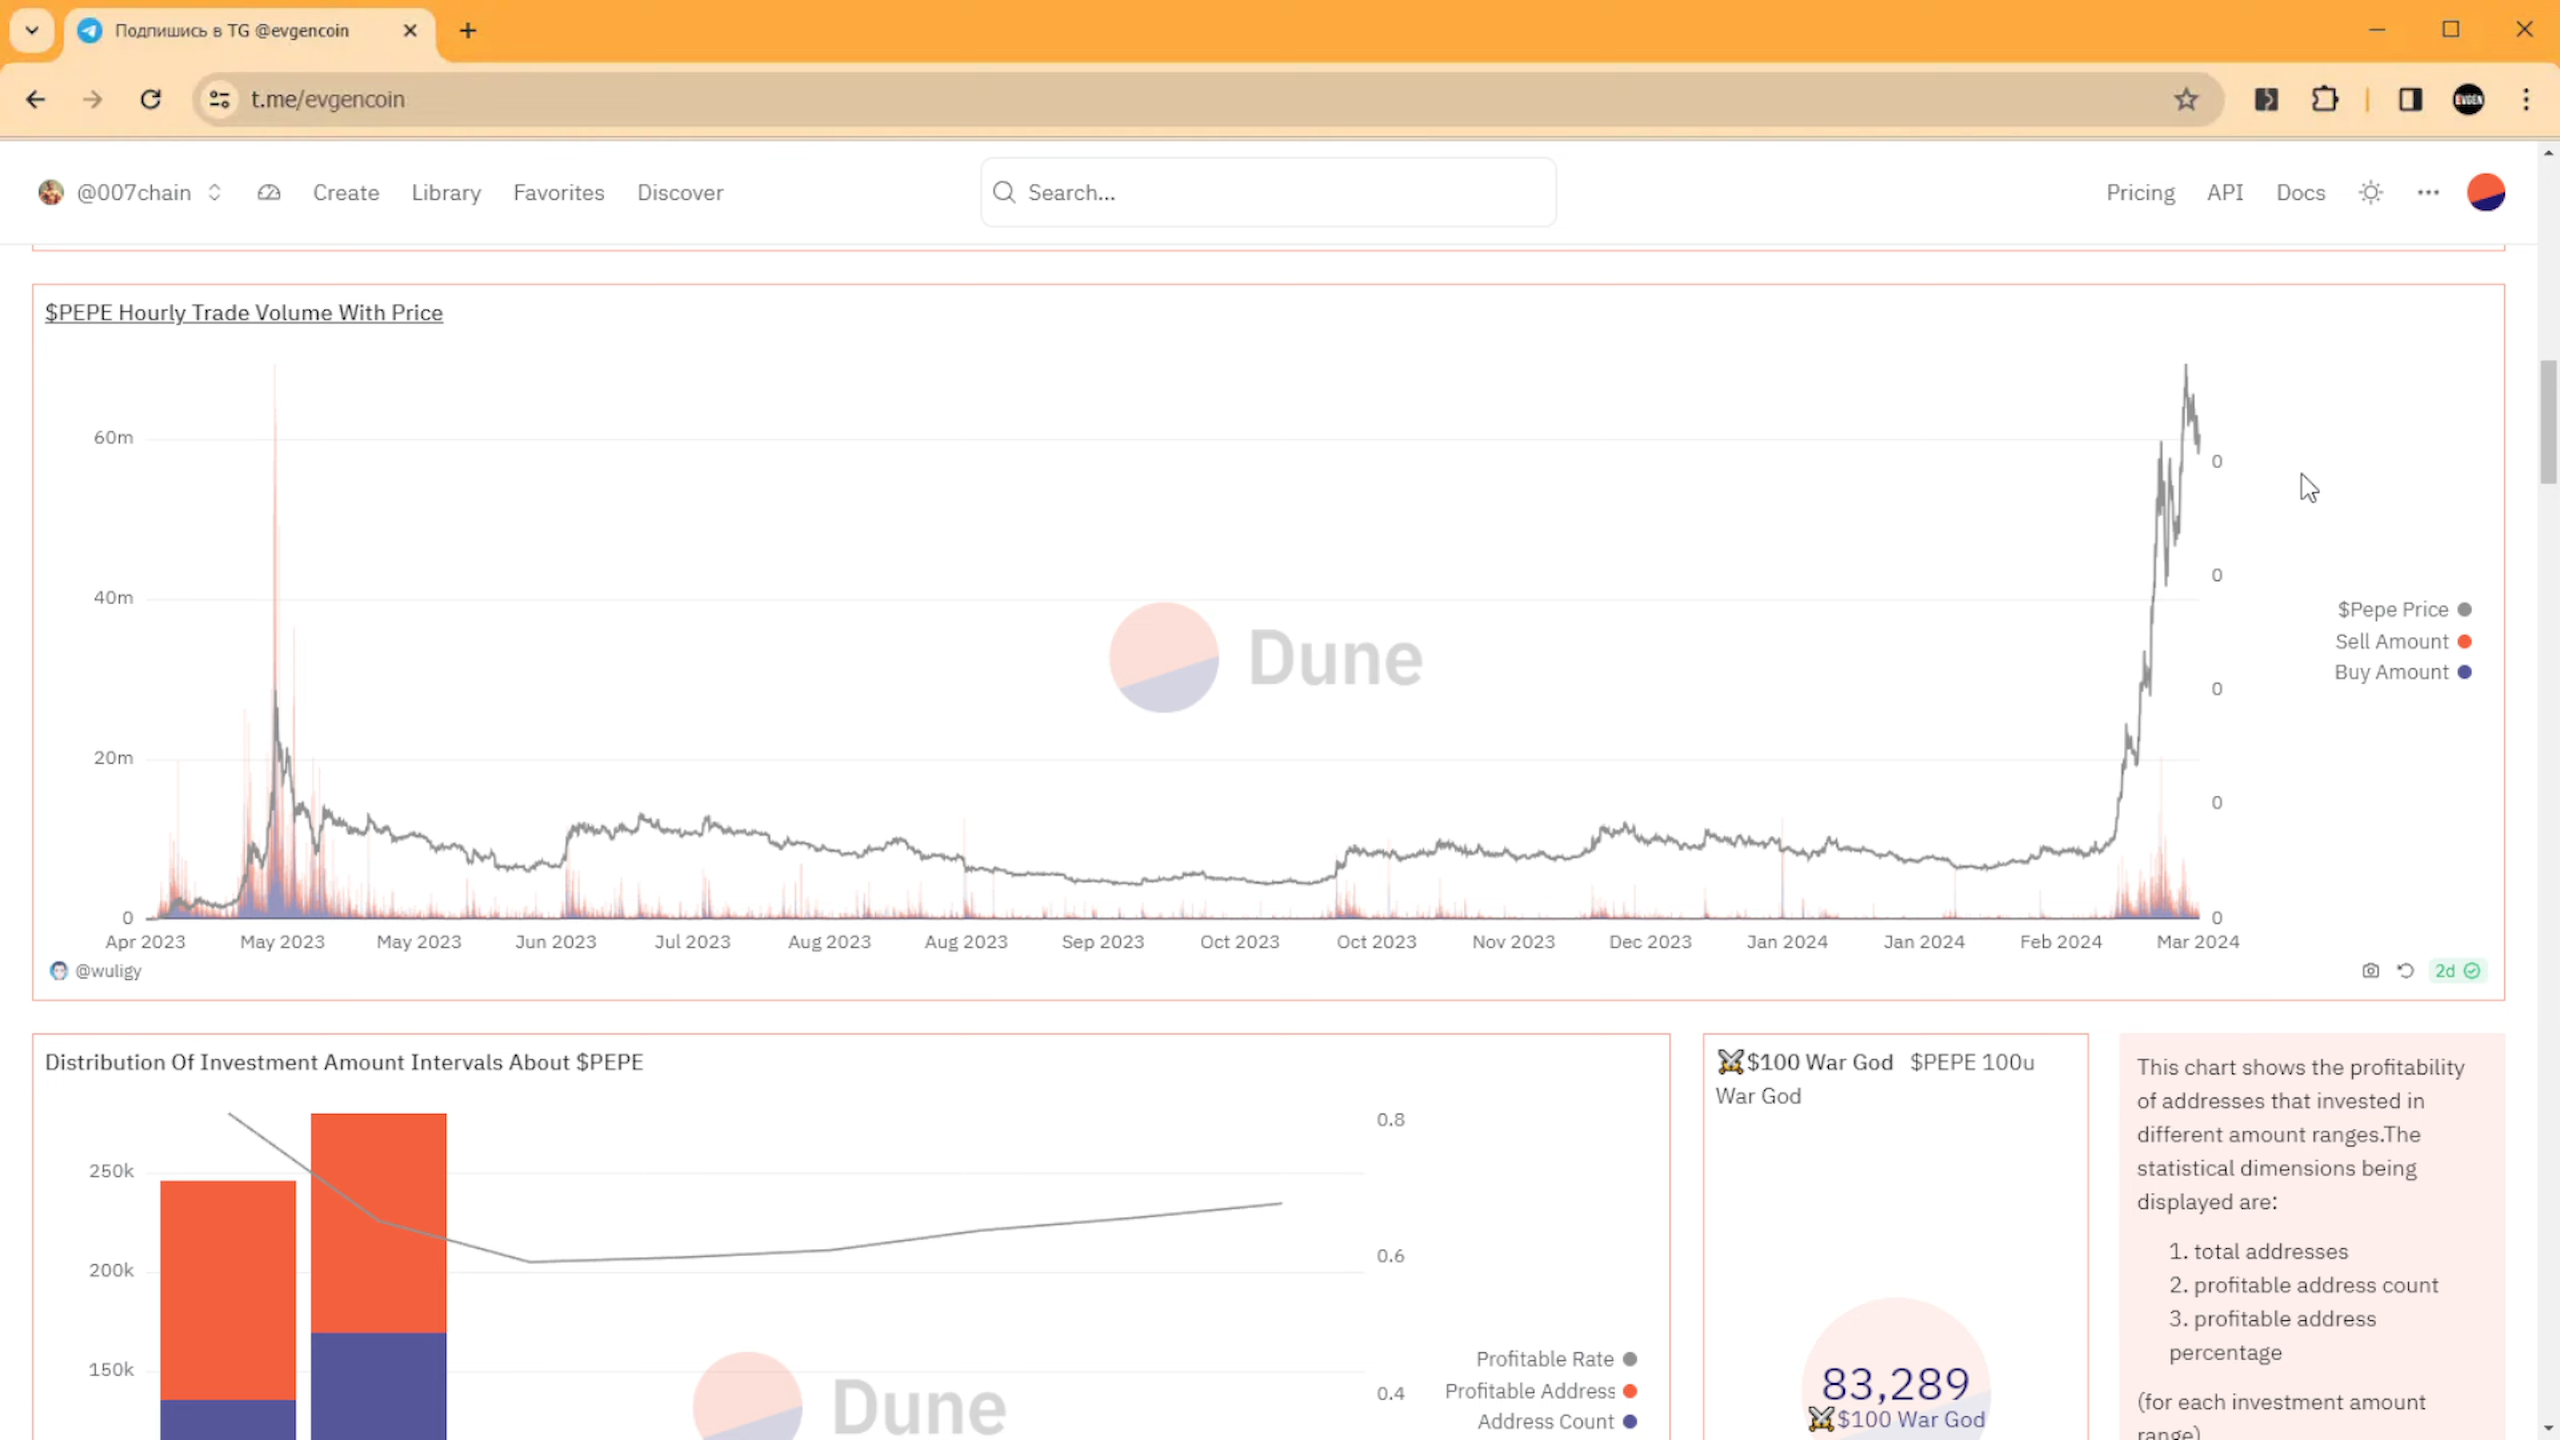 Подпишись в TG @evgencoin
t.me/evgencoin
EVGEN
@007chain
Create
Library
Favorites
Discover
Search...
Pricing
API
Docs
$PEPE Hourly Trade Volume With Price
60m
40m
20m
0
0
0
0
0
0
Dune
$Pepe Price
Sell Amount
Buy Amount
Apr 2023
May 2023
May 2023
Jun 2023
Jul 2023
Aug 2023
Aug 2023
Sep 2023
Oct 2023
Oct 2023
Nov 2023
Dec 2023
Jan 2024
Jan 2024
Feb 2024
Mar 2024
@wuligy
2d
Distribution Of Investment Amount Intervals About $PEPE
250k
200k
150k
0.8
0.6
0.4
Dune
Profitable Rate
Profitable Address
Address Count
$100 War God $PEPE 100u
War God
83,289
$100 War God
This chart shows the profitability
of addresses that invested in
different amount ranges.The
statistical dimensions being
displayed are:
1. total addresses
2. profitable address count
3. profitable address
percentage
(for each investment amount
range)